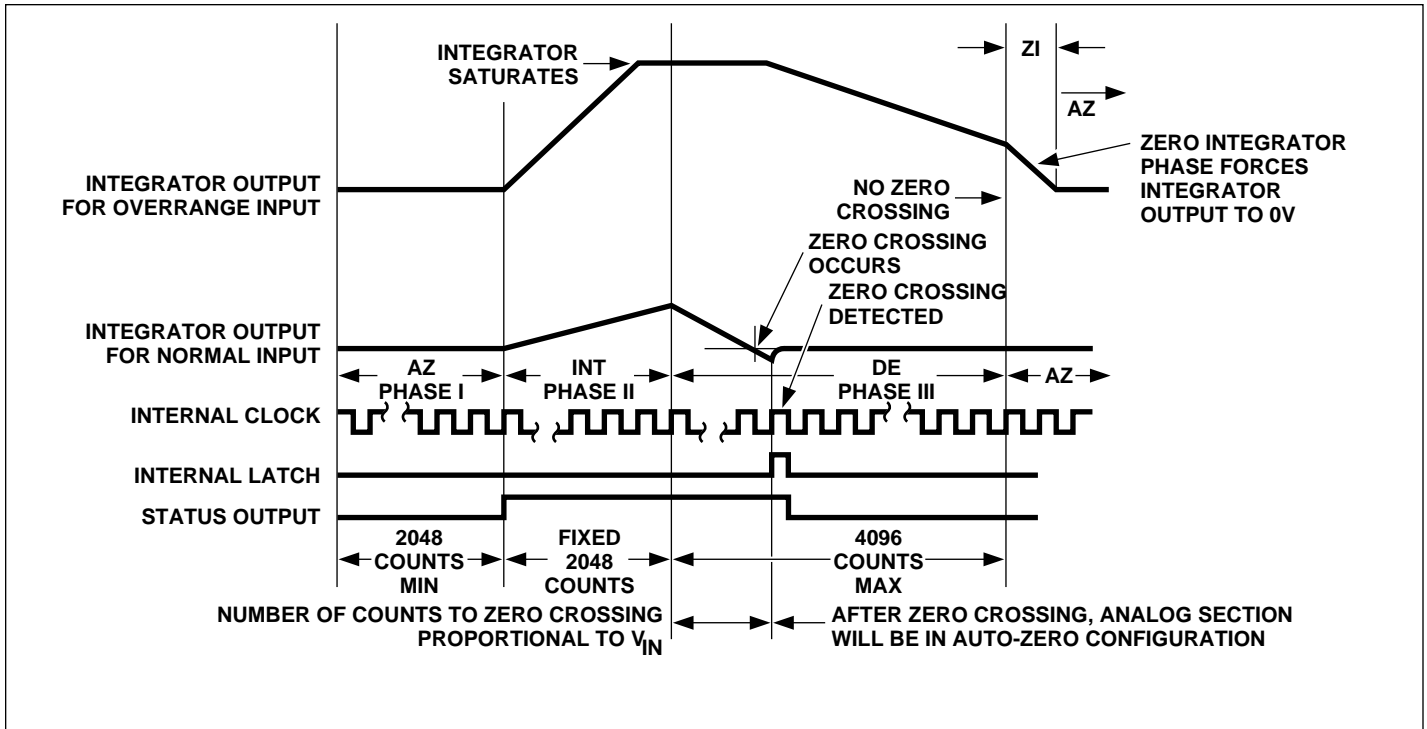 INTEGRATOR
SATURATES
ZI
AZ
ZERO INTEGRATOR
PHASE FORCES
INTEGRATOR
OUTPUT TO 0V
INTEGRATOR OUTPUT
FOR OVERRANGE INPUT
NO ZERO
CROSSING
ZERO CROSSING
OCCURS
ZERO CROSSING
DETECTED
INTEGRATOR OUTPUT
FOR NORMAL INPUT
AZ
PHASE I
INT
PHASE II
DE
PHASE III
AZ
INTERNAL CLOCK
INTERNAL LATCH
STATUS OUTPUT
2048
COUNTS
MIN
FIXED
2048
COUNTS
4096
COUNTS
MAX
NUMBER OF COUNTS TO ZERO CROSSING
PROPORTIONAL TO VIN
AFTER ZERO CROSSING, ANALOG SECTION
WILL BE IN AUTO-ZERO CONFIGURATION